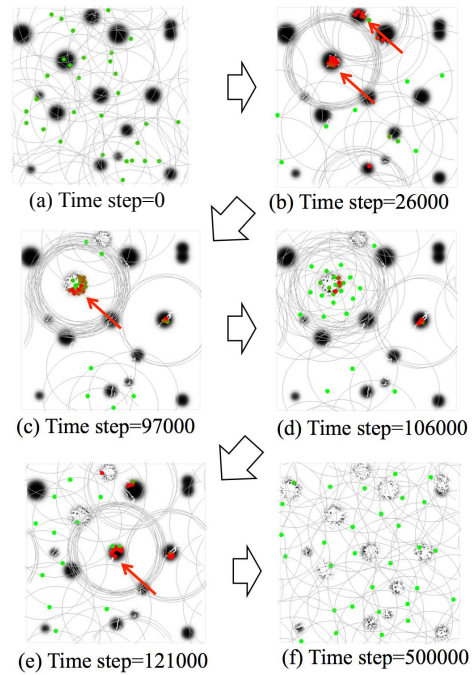 (a) Time step=0
(b) Time step=26000
(c) Time step=97000
(d) Time step=106000
(e) Time step=121000
(f) Time step=500000